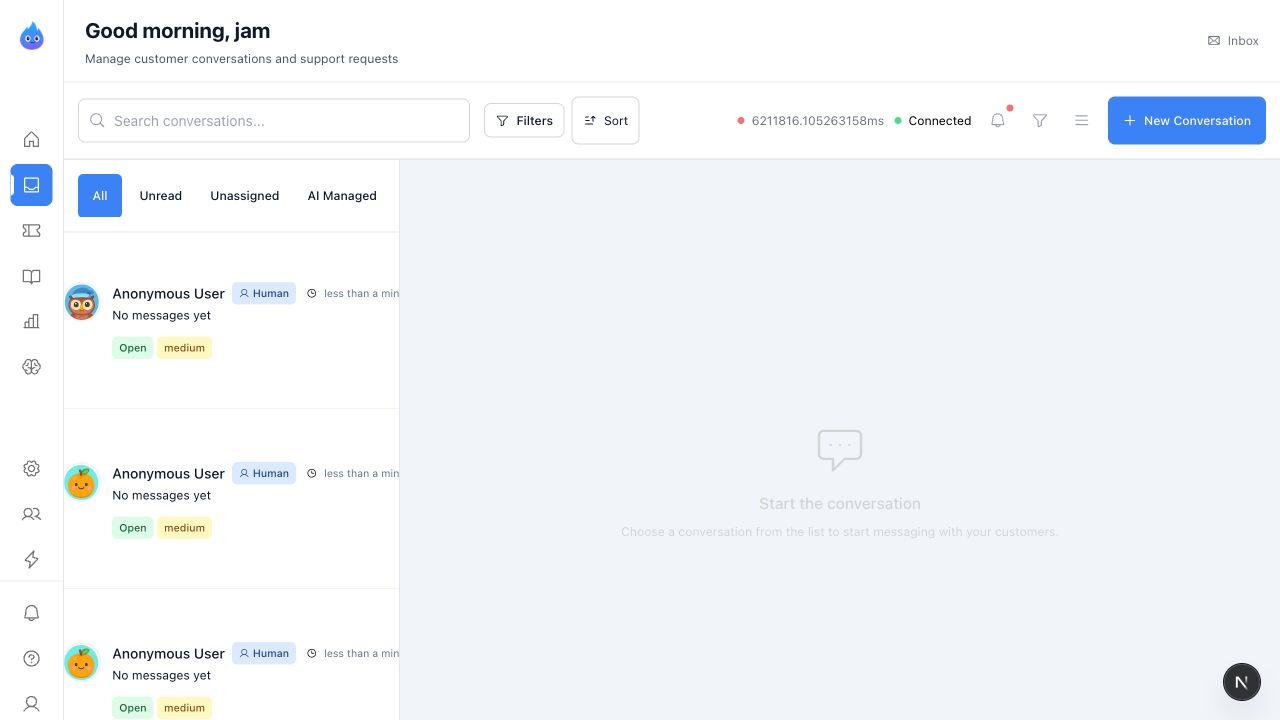 Good morning, jam
Manage customer conversations and support requests
Inbox
Search conversations...
Filters
Sort
6211816.105263158ms
Connected
New Conversation
All
Unread
Unassigned
AI Managed
Anonymous User
Human
less than a min
No messages yet
Open
medium
Anonymous User
Human
less than a min
No messages yet
Open
medium
Anonymous User
Human
less than a min
No messages yet
Open
medium
Start the conversation
Choose a conversation from the list to start messaging with your customers.
N